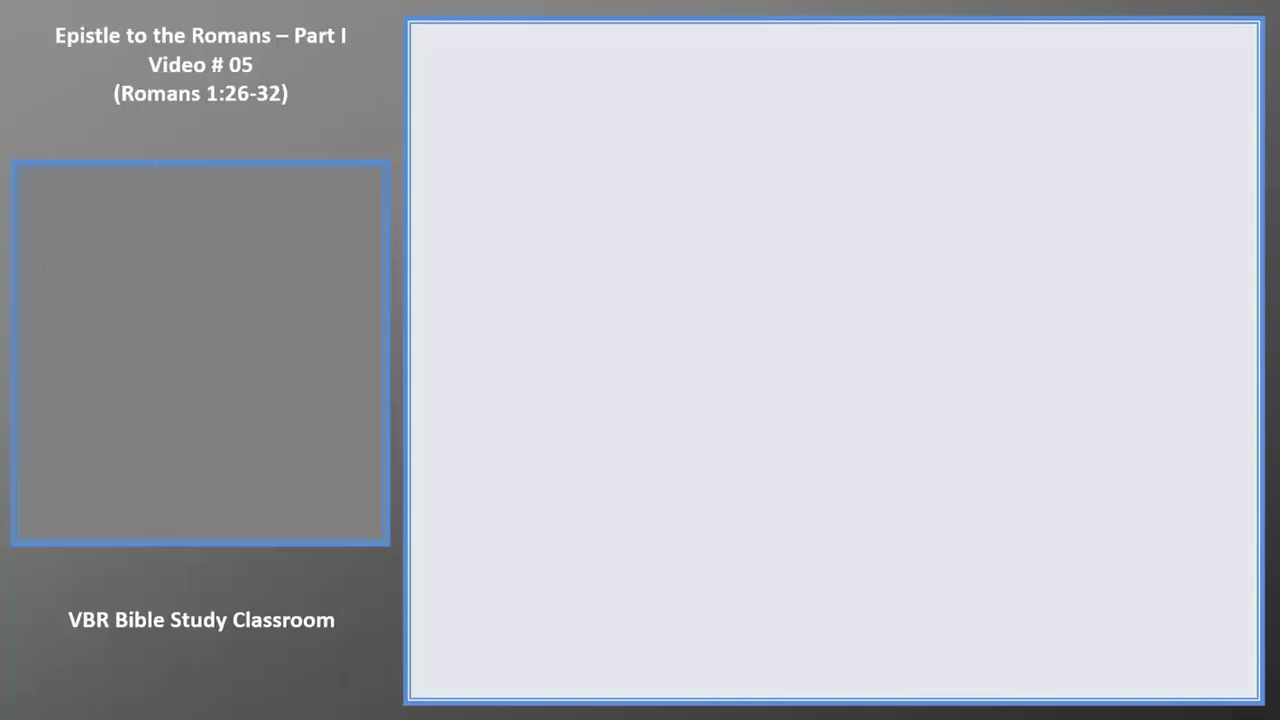 Epistle to the Romans – Part I
Video # 05
(Romans 1:26-32)
VBR Bible Study Classroom